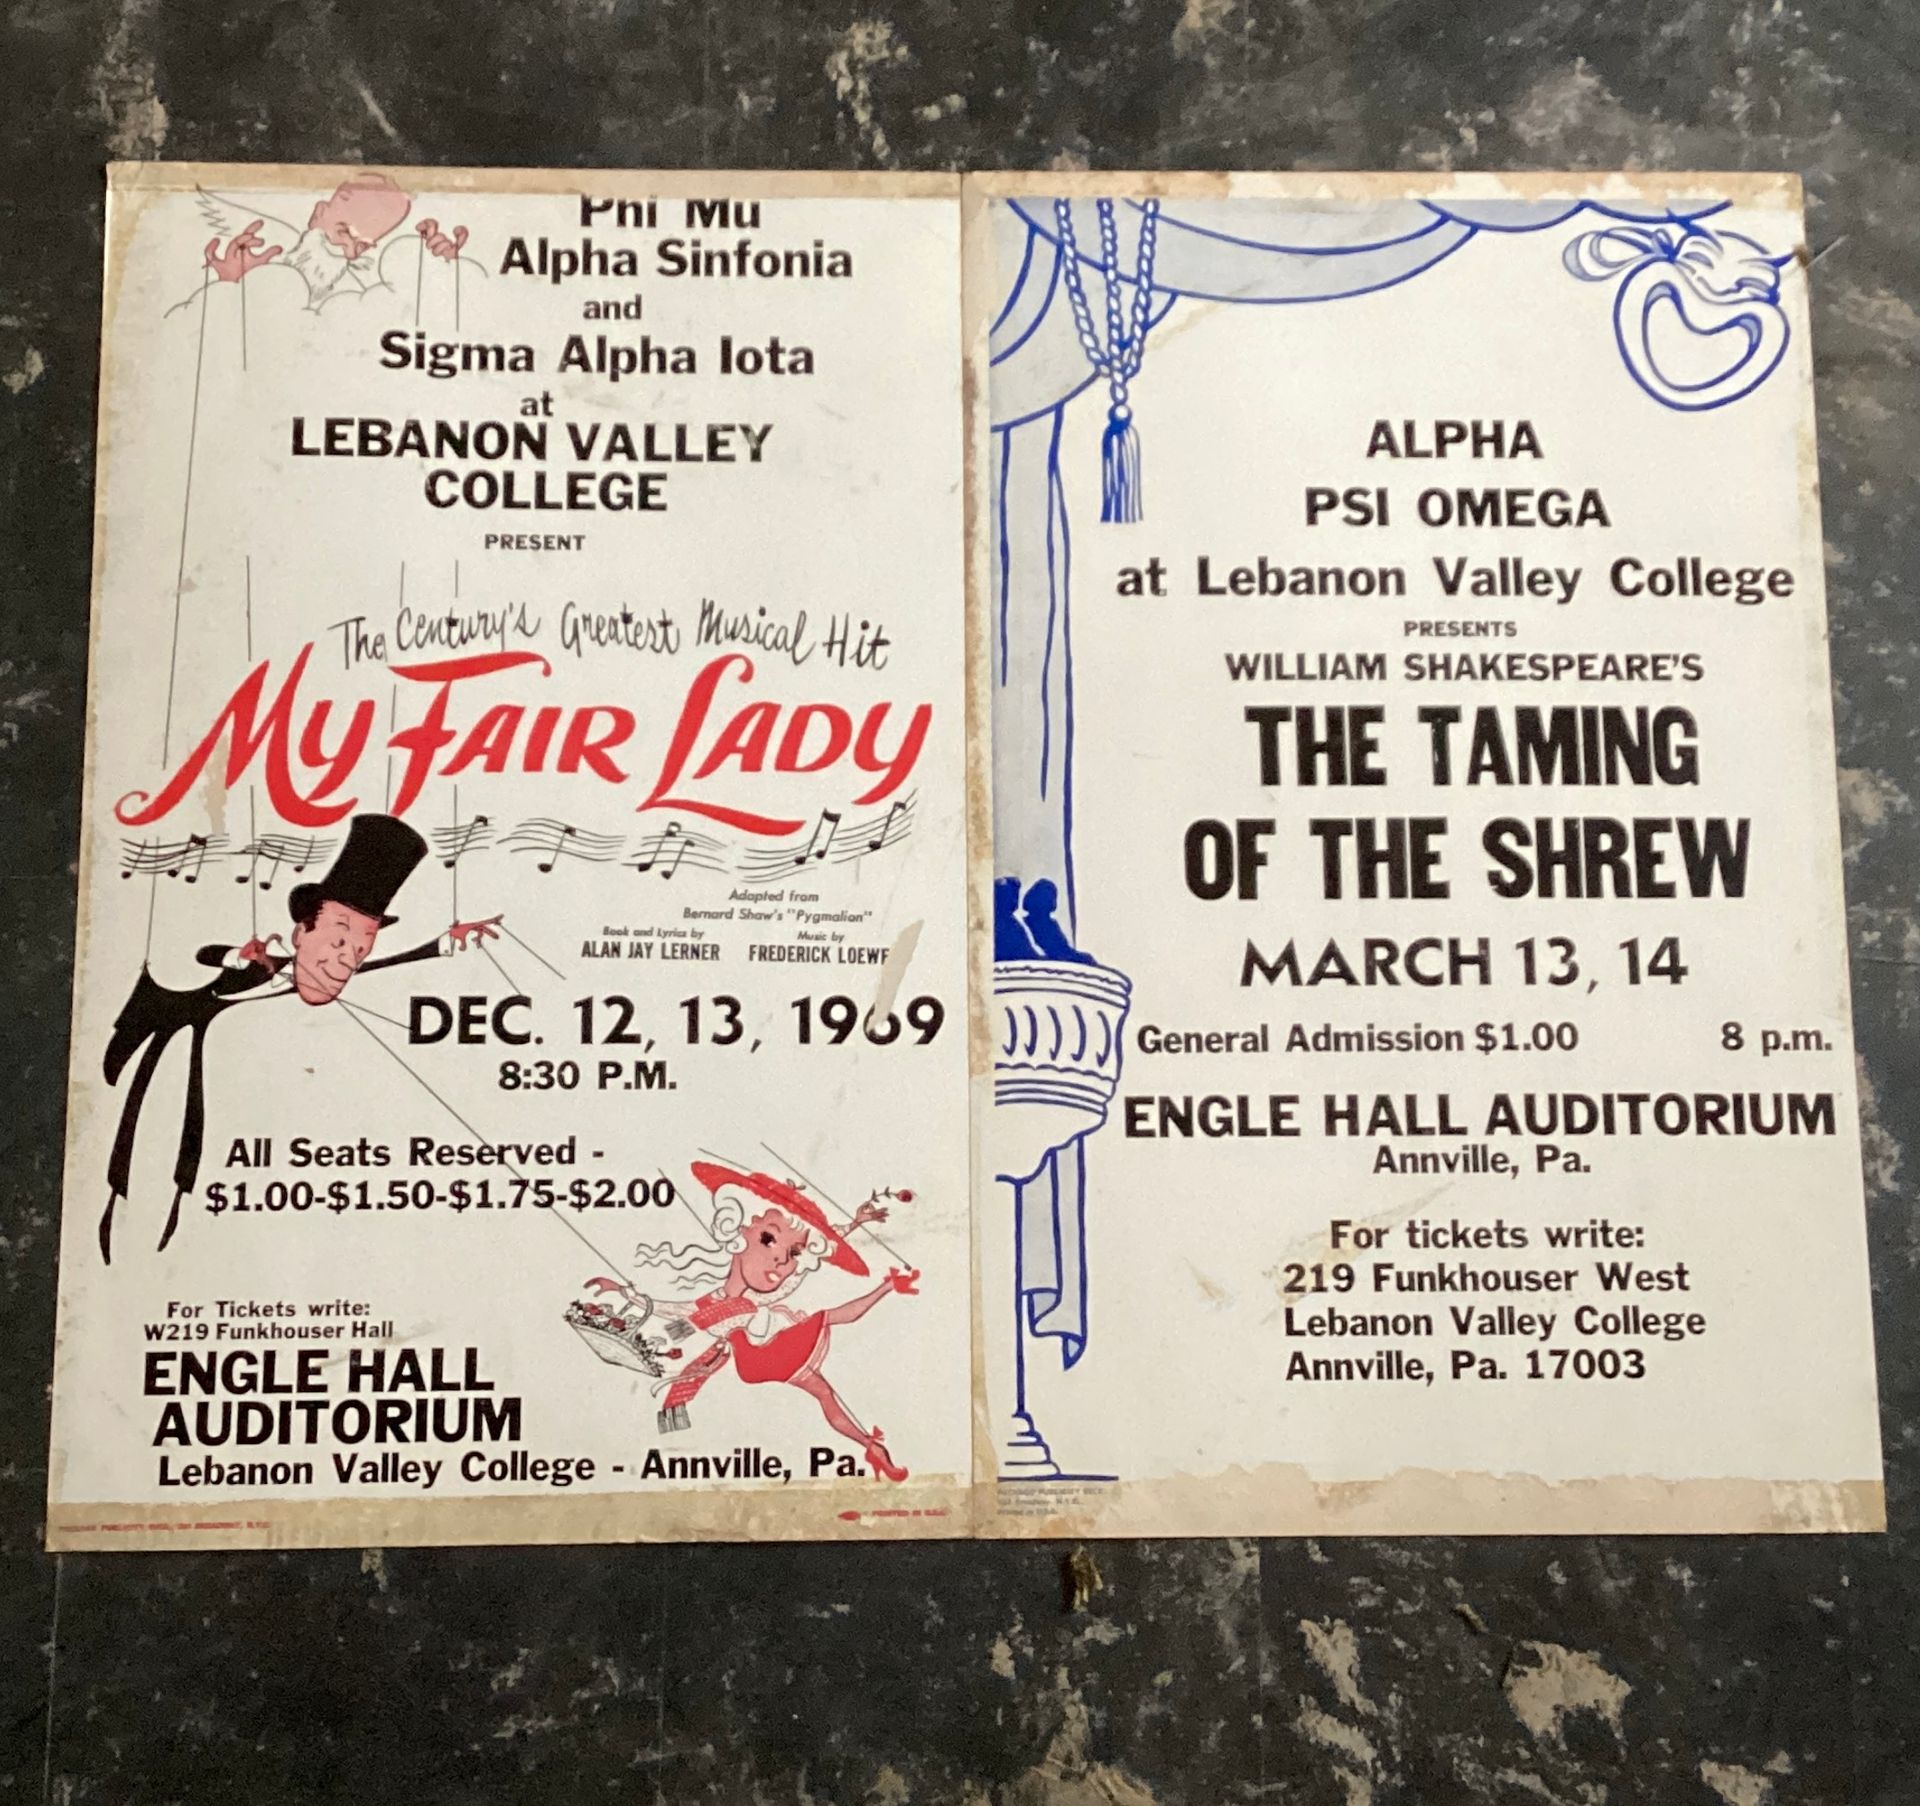 Phi Mu
Alpha Sinfonia
and
Sigma Alpha Iota
at
LEBANON VALLEY
COLLEGE
PRESENT
The Century's Greatest Musical Hit
My Fair Lady
Adapted from
Bernard Shaw's "Pygmalion"
Book and Lyrics by
ALAN JAY LERNER
Music by
FREDERICK LOEWE
DEC. 12, 13, 1969
8:30 P.M.
All Seats Reserved -
$1.00-$1.50-$1.75-$2.00
For Tickets write:
W219 Funkhouser Hall
ENGLE HALL
AUDITORIUM
Lebanon Valley College - Annville, Pa.
PRINTED IN U.S.A.
ALPHA
PSI OMEGA
at Lebanon Valley College
PRESENTS
WILLIAM SHAKESPEARE'S
THE TAMING
OF THE SHREW
MARCH 13, 14
General Admission $1.00 8 p.m.
ENGLE HALL AUDITORIUM
Annville, Pa.
For tickets write:
219 Funkhouser West
Lebanon Valley College
Annville, Pa. 17003